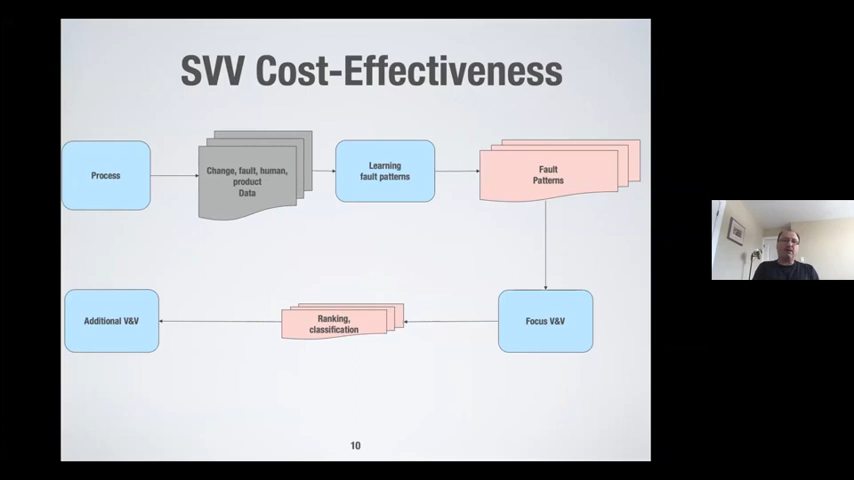 SVV Cost-Effectiveness
Process
Change, fault, human,
product
Data
Learning
fault patterns
Fault
Patterns
Additional V&V
Ranking,
classification
Focus V&V
10